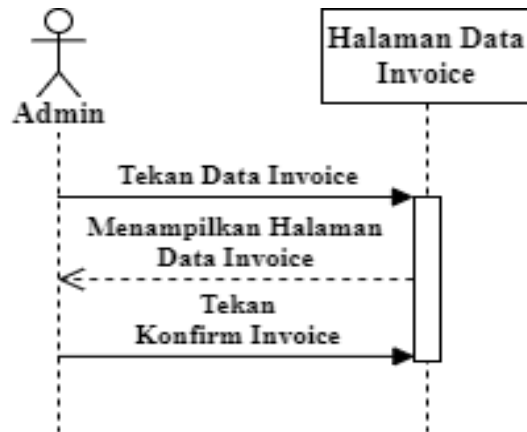 Halaman Data
Invoice
Admin
Tekan Data Invoice
Menampilkan Halaman
Data Invoice
Tekan
Konfirm Invoice